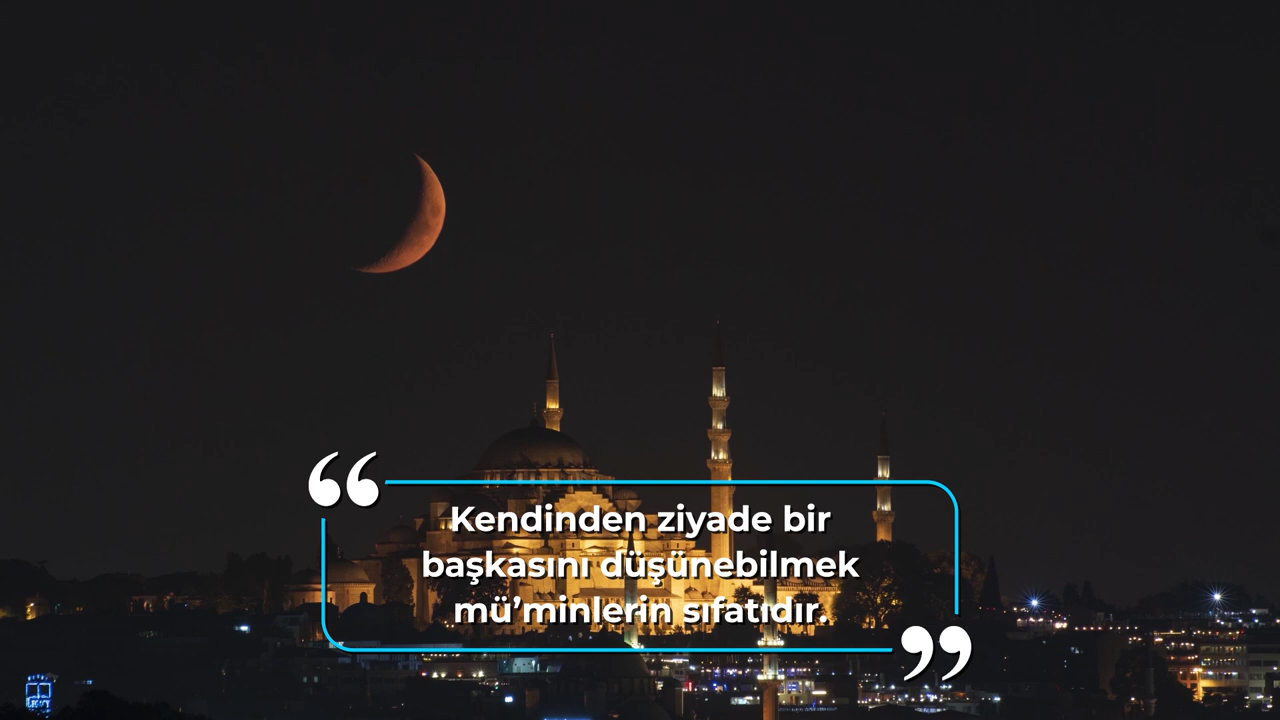 Kendinden ziyade bir
başkasını düşünebilmek
mü’minlerin sıfatıdır.